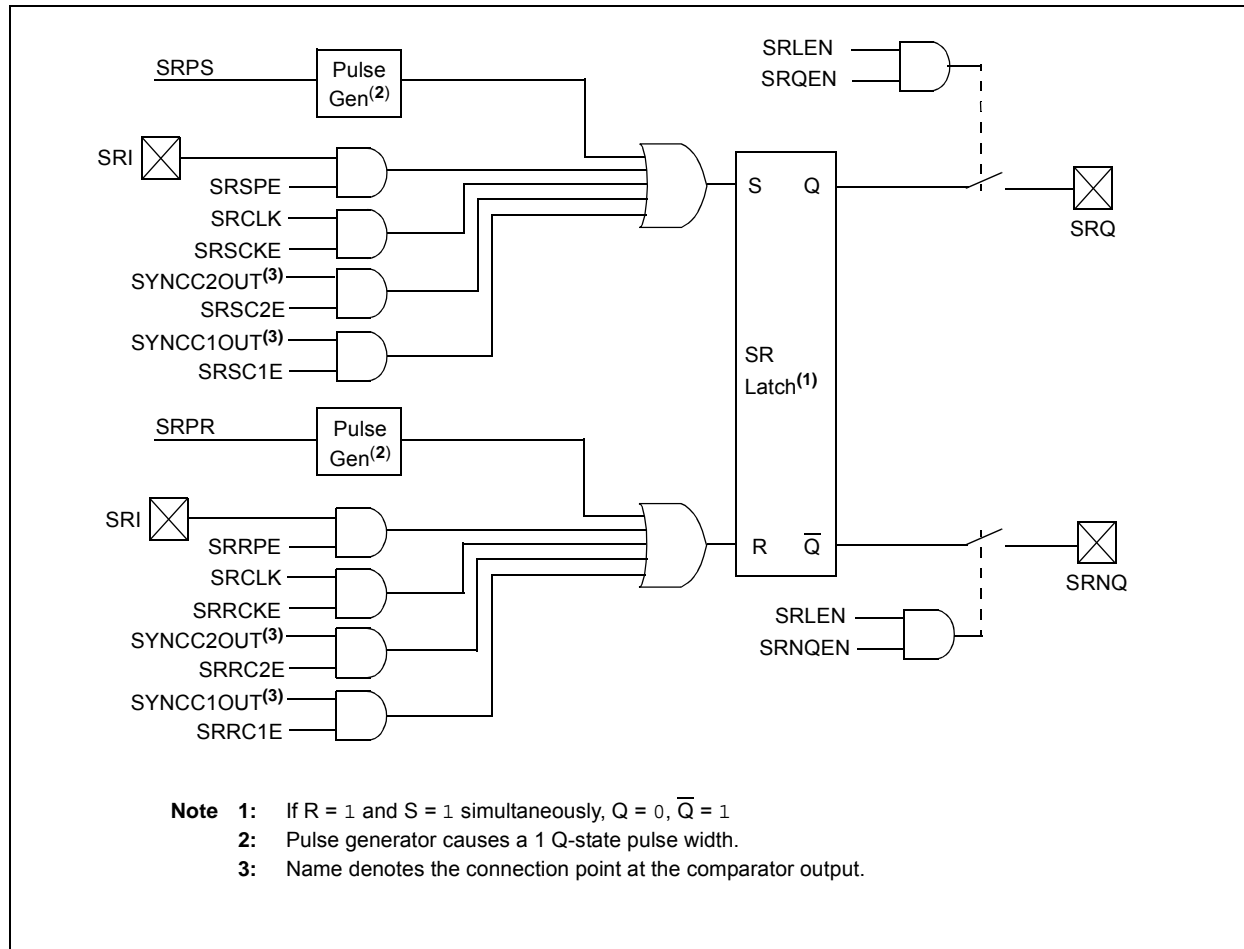 SRPS
Pulse
Gen(2)
SRI
SRSPE
SRCLK
SRSCKE
SYNCC2OUT(3)
SRSC2E
SYNCC1OUT(3)
SRSC1E
SRPR
Pulse
Gen(2)
SRI
SRRPE
SRCLK
SRRCKE
SYNCC2OUT(3)
SRRC2E
SYNCC1OUT(3)
SRRC1E
S Q
SR
Latch(1)
R Q̅
SRLEN
SRQEN
SRQ
SRNQ
SRLEN
SRNQEN
Note 1: If R = 1 and S = 1 simultaneously, Q = 0, Q̅ = 1
2: Pulse generator causes a 1 Q-state pulse width.
3: Name denotes the connection point at the comparator output.